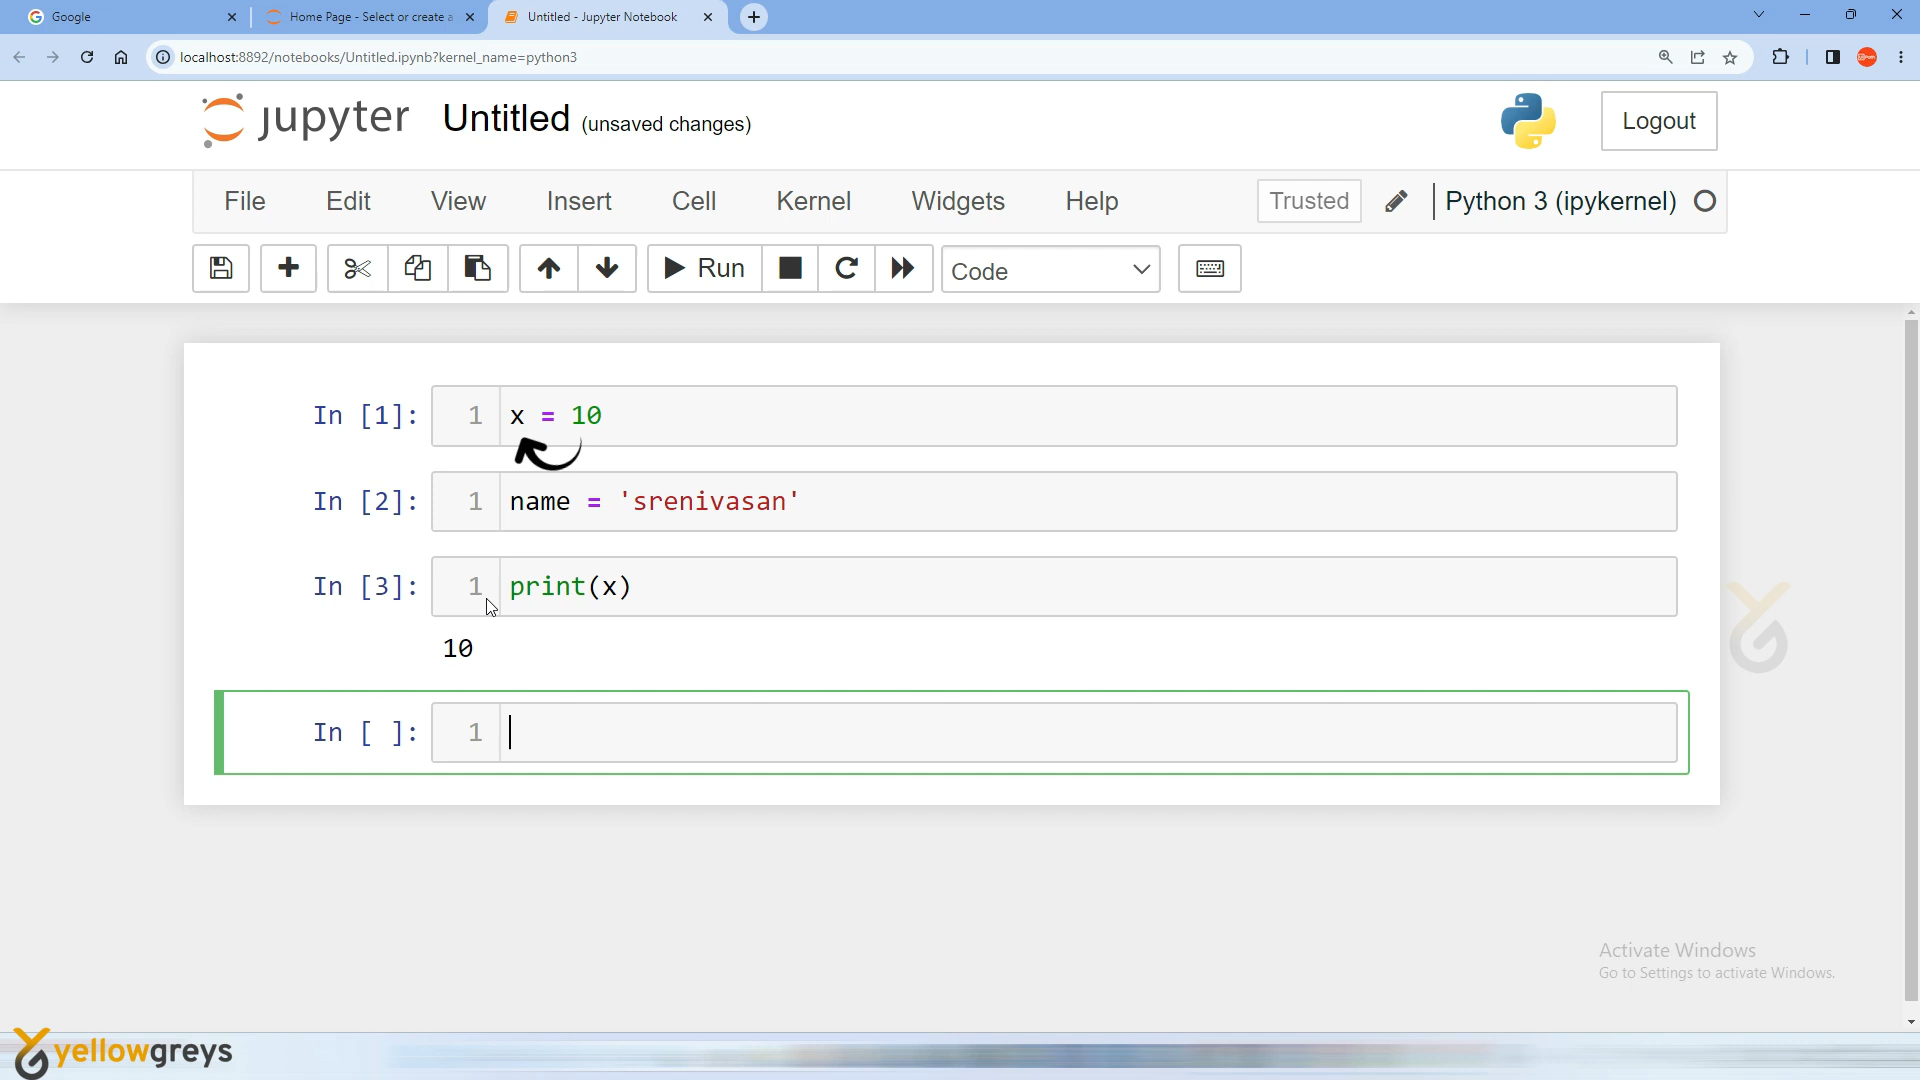 Google
Home Page - Select or create a
Untitled - Jupyter Notebook
localhost:8892/notebooks/Untitled.ipynb?kernel_name=python3
jupyter Untitled (unsaved changes)
Logout
File Edit View Insert Cell Kernel Widgets Help Trusted Python 3 (ipykernel)
Run Code
In [1]: 1 x = 10
In [2]: 1 name = 'srenivasan'
In [3]: 1 print(x)
10
In [ ]: 1
Activate Windows
Go to Settings to activate Windows.
yellowgreys